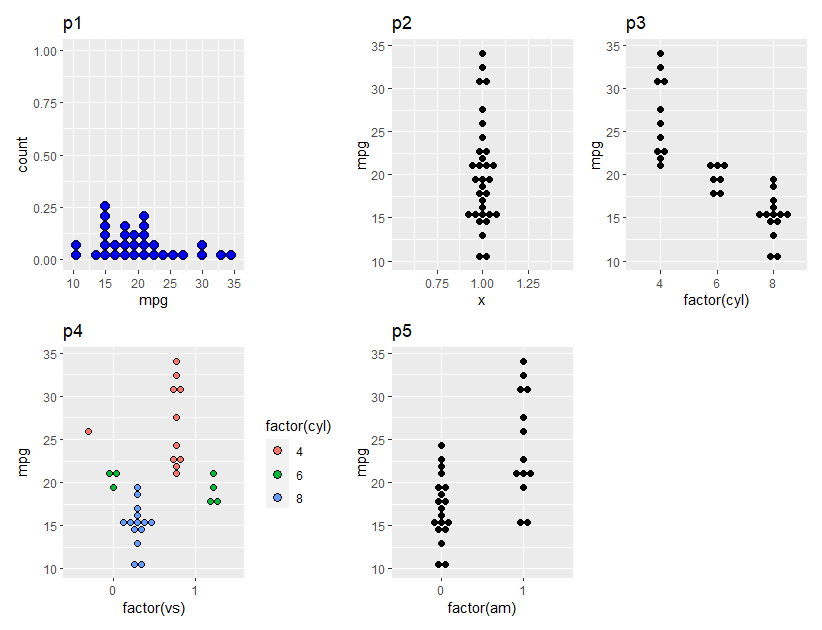 p1
1.00
0.75
0.50
0.25
0.00
count
10 15 20 25 30 35
mpg
p2
35
30
25
20
15
10
mpg
0.75 1.00 1.25
x
p3
35
30
25
20
15
10
mpg
4 6 8
factor(cyl)
p4
35
30
25
20
15
10
mpg
0 1
factor(vs)
factor(cyl)
4
6
8
p5
35
30
25
20
15
10
mpg
0 1
factor(am)